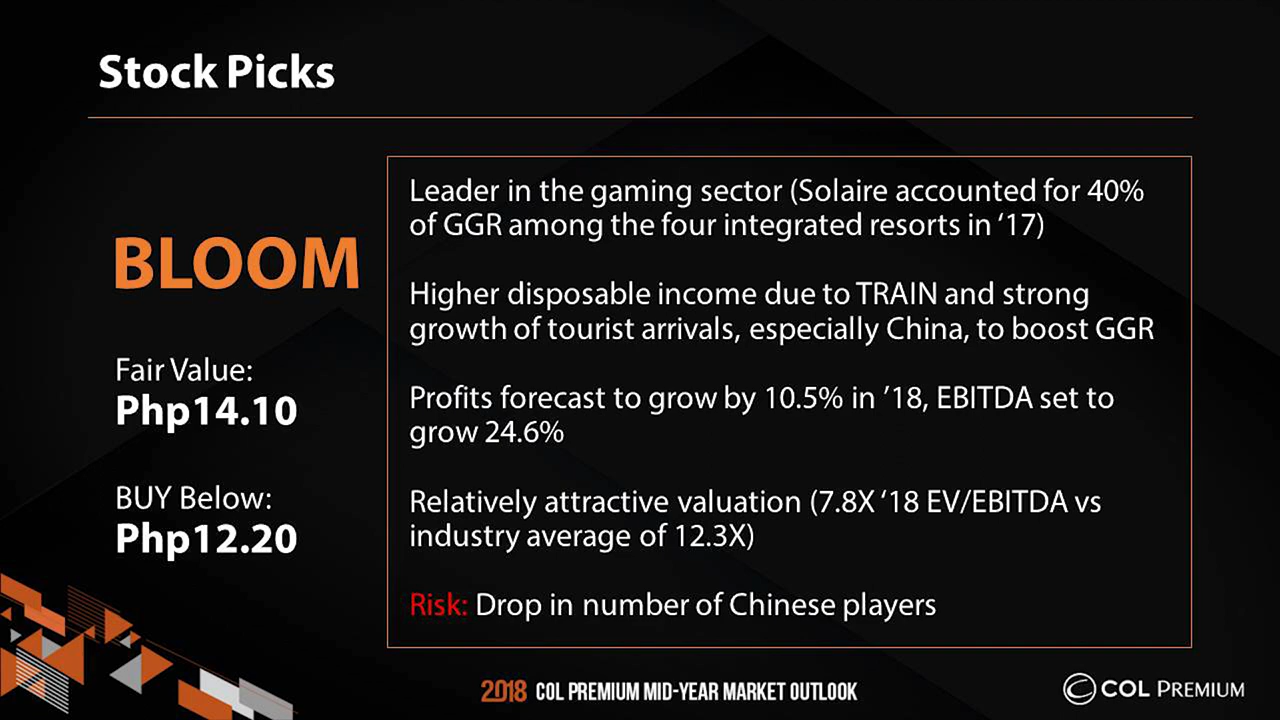 Stock Picks
BLOOM
Fair Value:
Php14.10
BUY Below:
Php12.20
Leader in the gaming sector (Solaire accounted for 40%
of GGR among the four integrated resorts in ‘17)
Higher disposable income due to TRAIN and strong
growth of tourist arrivals, especially China, to boost GGR
Profits forecast to grow by 10.5% in ’18, EBITDA set to
grow 24.6%
Relatively attractive valuation (7.8X ‘18 EV/EBITDA vs
industry average of 12.3X)
Risk: Drop in number of Chinese players
2018 COL PREMIUM MID-YEAR MARKET OUTLOOK
COL PREMIUM